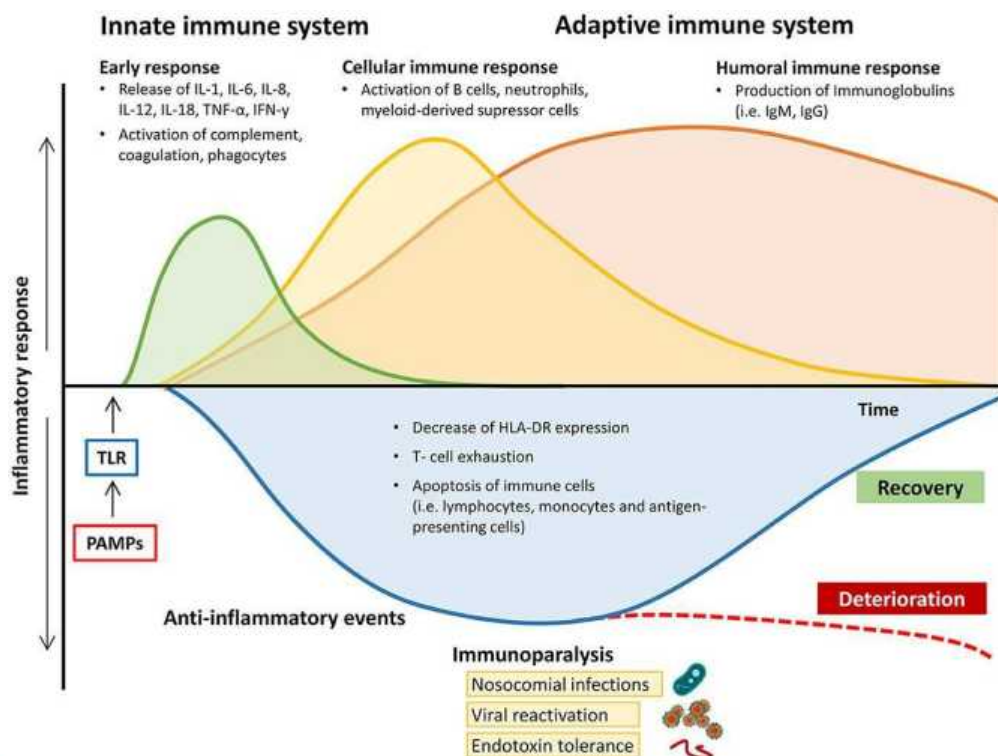 Innate immune system
Adaptive immune system
Early response
• Release of IL-1, IL-6, IL-8,
IL-12, IL-18, TNF-α, IFN-γ
• Activation of complement,
coagulation, phagocytes
Cellular immune response
• Activation of B cells, neutrophils,
myeloid-derived supressor cells
Humoral immune response
• Production of Immunoglobulins
(i.e. IgM, IgG)
Inflammatory response
Time
TLR
PAMPs
• Decrease of HLA-DR expression
• T- cell exhaustion
• Apoptosis of immune cells
(i.e. lymphocytes, monocytes and antigen-
presenting cells)
Recovery
Deterioration
Anti-inflammatory events
Immunoparalysis
Nosocomial infections
Viral reactivation
Endotoxin tolerance